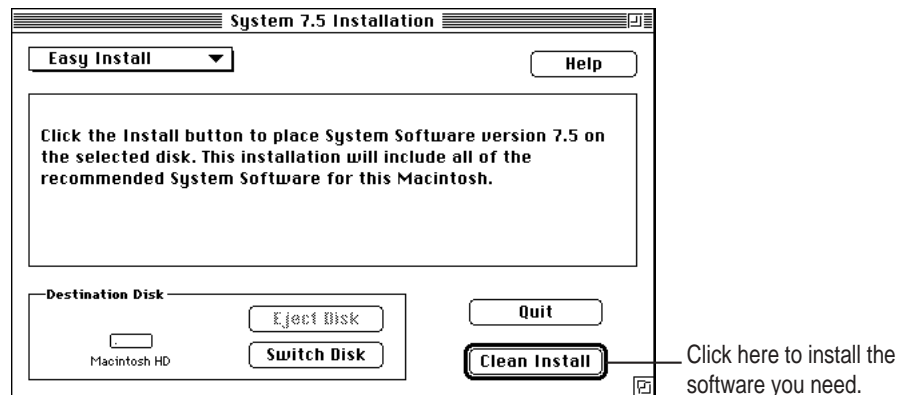 System 7.5 Installation
Easy Install
Help
Click the Install button to place System Software version 7.5 on
the selected disk. This installation will include all of the
recommended System Software for this Macintosh.
Destination Disk
Eject Disk
Quit
Macintosh HD
Switch Disk
Clean Install
Click here to install the
software you need.